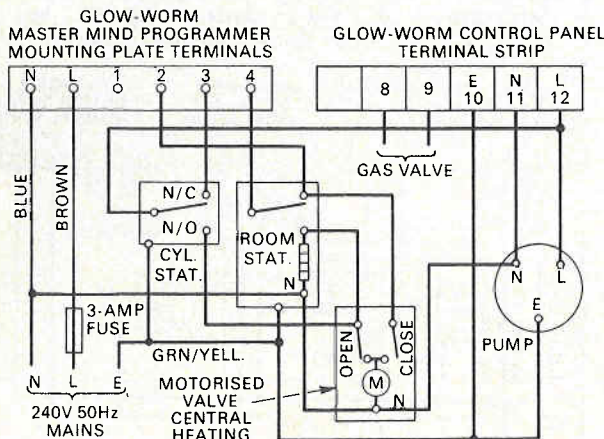 GLOW-WORM
MASTER MIND PROGRAMMER
MOUNTING PLATE TERMINALS
GLOW-WORM CONTROL PANEL
TERMINAL STRIP
N L 1 2 3 4
8 9 E 10 N 11 L 12
GAS VALVE
BLUE
BROWN
N/C
N/O
CYL.
STAT.
ROOM
STAT.
N
N L
E
PUMP
3-AMP
FUSE
GRN/YELL.
OPEN
CLOSE
M
N
N L E
240V 50Hz
MAINS
MOTORISED
VALVE
CENTRAL
HEATING